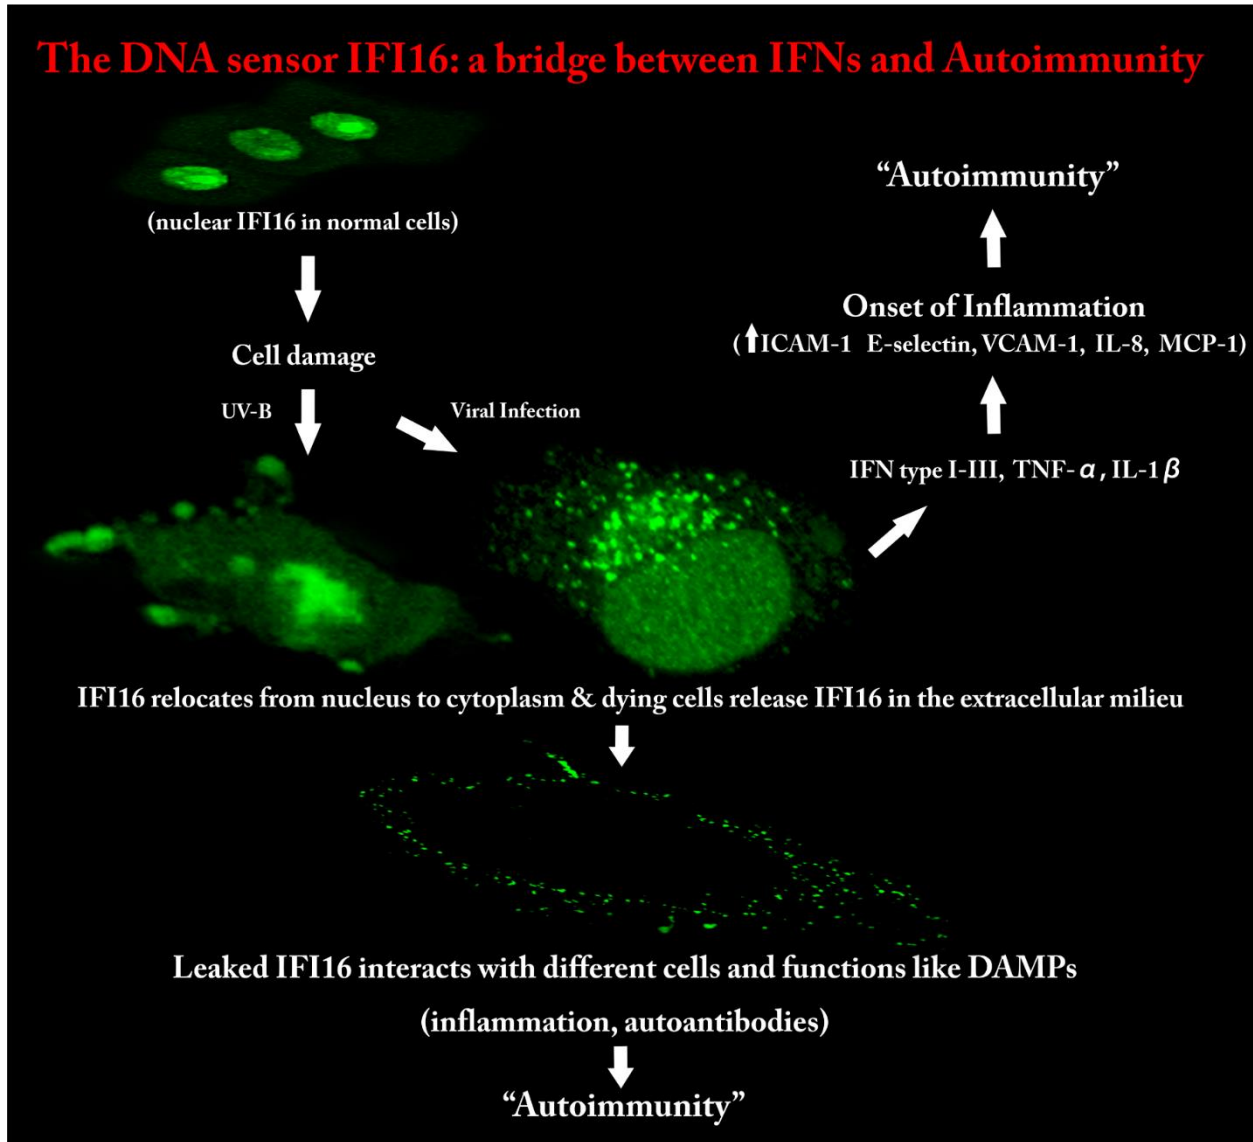 The DNA sensor IFI16: a bridge between IFNs and Autoimmunity
(nuclear IFI16 in normal cells)
Cell damage
UV-B
Viral Infection
"Autoimmunity"
Onset of Inflammation
(⬆ICAM-1 E-selectin, VCAM-1, IL-8, MCP-1)
IFN type I-III, TNF-α, IL-1β
IFI16 relocates from nucleus to cytoplasm & dying cells release IFI16 in the extracellular milieu
Leaked IFI16 interacts with different cells and functions like DAMPs
(inflammation, autoantibodies)
"Autoimmunity"